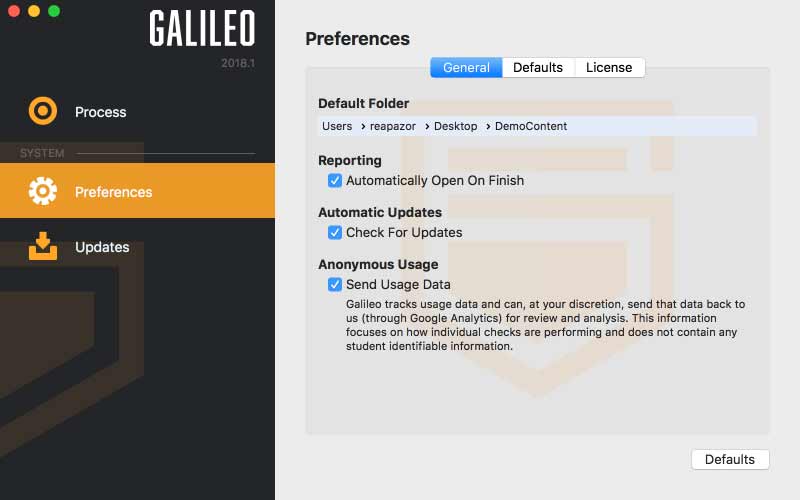 GALILEO
2018.1
Process
SYSTEM
Preferences
Updates
Preferences
General Defaults License
Default Folder
Users › reapazor › Desktop › DemoContent
Reporting
Automatically Open On Finish
Automatic Updates
Check For Updates
Anonymous Usage
Send Usage Data
Galileo tracks usage data and can, at your discretion, send that data back to
us (through Google Analytics) for review and analysis. This information
focuses on how individual checks are performing and does not contain any
student identifiable information.
Defaults